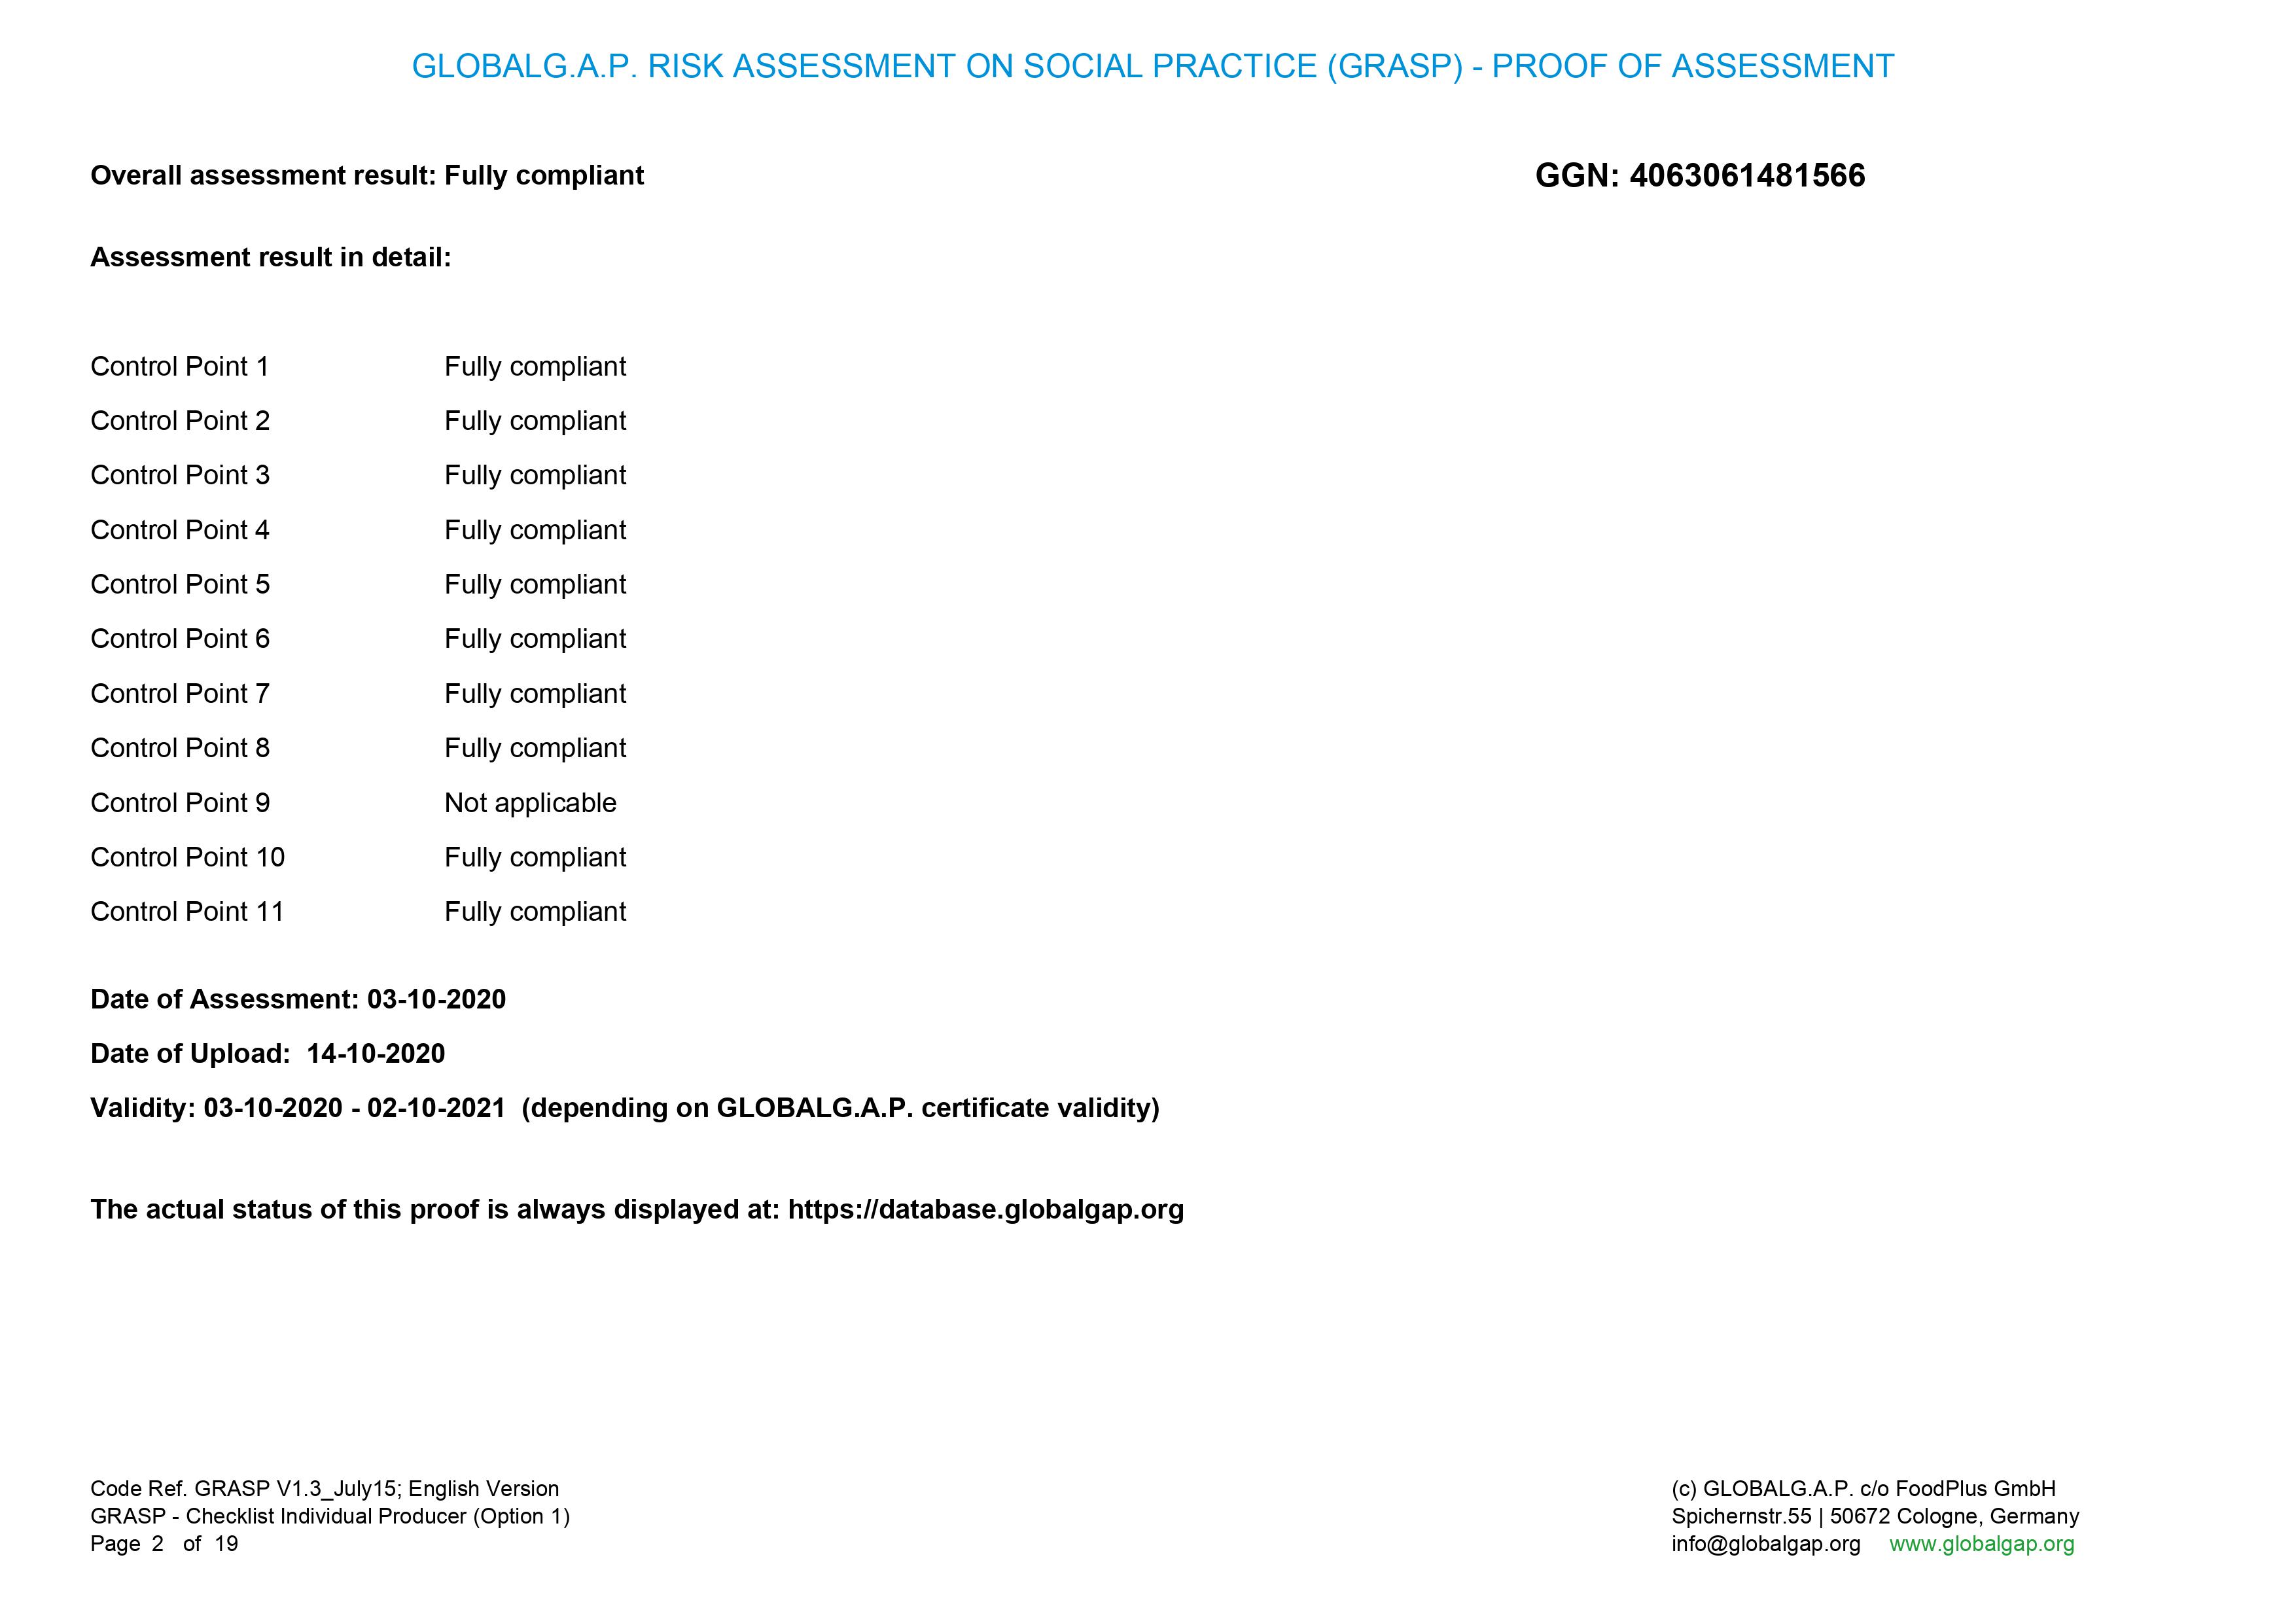 GLOBALG.A.P. RISK ASSESSMENT ON SOCIAL PRACTICE (GRASP) - PROOF OF ASSESSMENT
Overall assessment result: Fully compliant GGN: 4063061481566
Assessment result in detail:
Control Point 1 Fully compliant
Control Point 2 Fully compliant
Control Point 3 Fully compliant
Control Point 4 Fully compliant
Control Point 5 Fully compliant
Control Point 6 Fully compliant
Control Point 7 Fully compliant
Control Point 8 Fully compliant
Control Point 9 Not applicable
Control Point 10 Fully compliant
Control Point 11 Fully compliant
Date of Assessment: 03-10-2020
Date of Upload: 14-10-2020
Validity: 03-10-2020 - 02-10-2021 (depending on GLOBALG.A.P. certificate validity)
The actual status of this proof is always displayed at: https://database.globalgap.org
Code Ref. GRASP V1.3_July15; English Version
GRASP - Checklist Individual Producer (Option 1)
Page 2 of 19
(c) GLOBALG.A.P. c/o FoodPlus GmbH
Spichernstr.55 | 50672 Cologne, Germany
info@globalgap.org www.globalgap.org